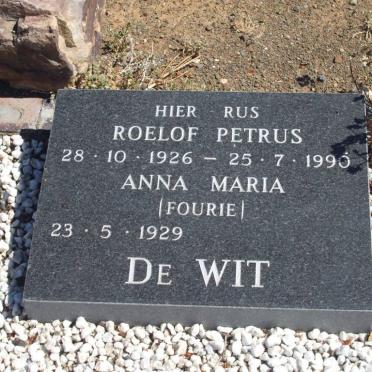 HIER RUS
ROELOF PETRUS
28 · 10 · 1926 – 25 · 7 · 1990
ANNA MARIA
(FOURIE)
23 · 5 · 1929
DE WIT